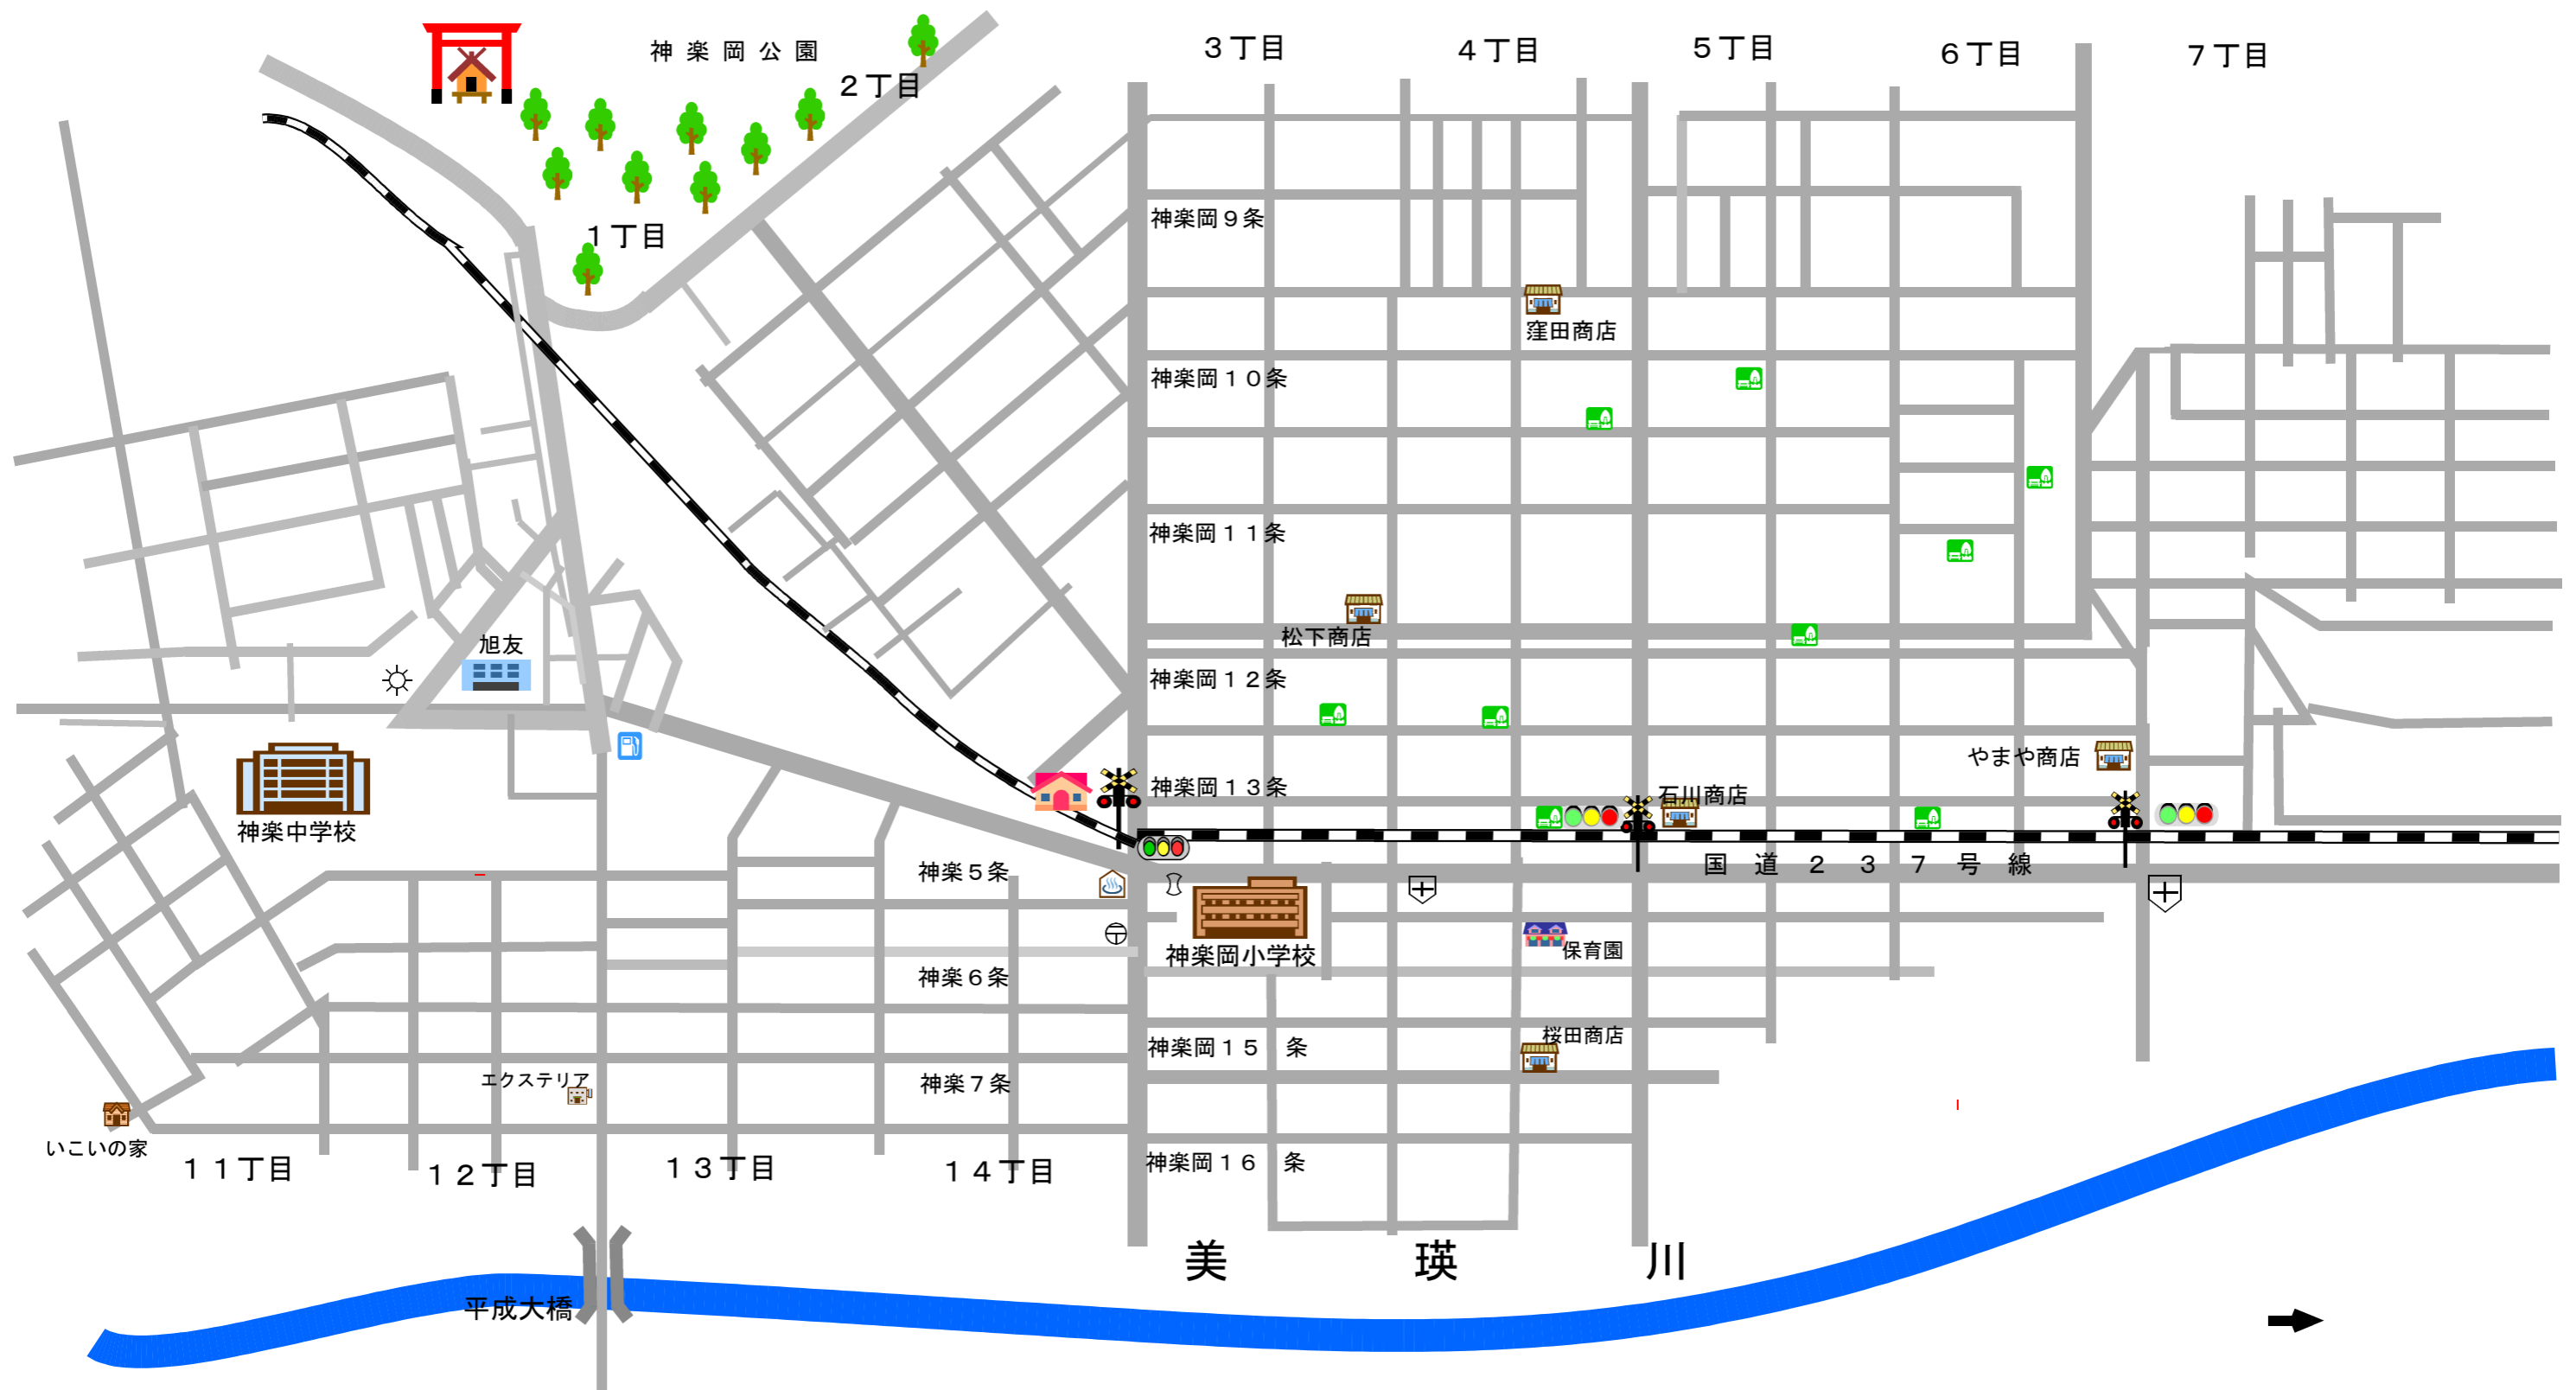 神楽岡公園
２丁目
１丁目
３丁目
４丁目
５丁目
６丁目
７丁目
神楽岡９条
窪田商店
神楽岡１０条
神楽岡１１条
松下商店
神楽岡１２条
旭友
神楽中学校
神楽岡１３条
石川商店
やまや商店
国道２３７号線
神楽５条
神楽岡小学校
保育園
神楽６条
神楽岡１５　条
桜田商店
神楽７条
エクステリア
いこいの家
神楽岡１６　条
１１丁目
１２丁目
１３丁目
１４丁目
美瑛川
平成大橋